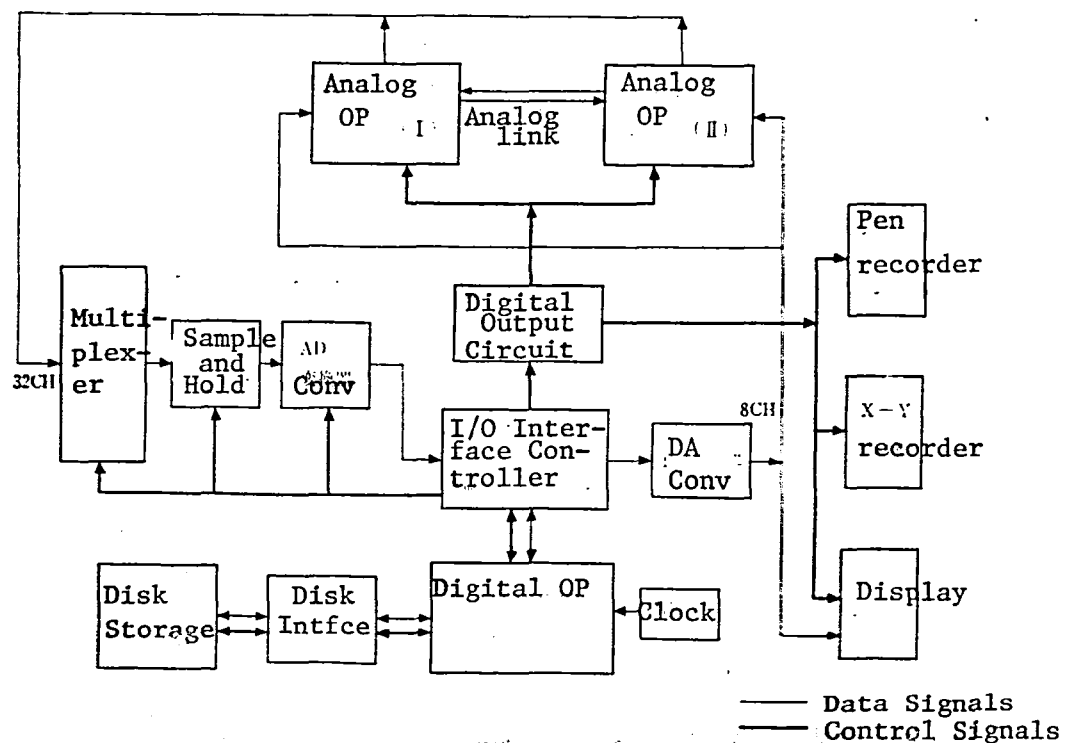 Analog
OP (I)
Analog
link
Analog
OP (II)
Pen
recorder
Digital
Output
Circuit
Multi-
plex-
er
32CH
Sample
and
Hold
AD
Conv
I/O Inter-
face Con-
troller
DA
Conv
8CH
X-Y
recorder
Disk
Storage
Disk
Intfce
Digital OP
Clock
Display
Data Signals
Control Signals